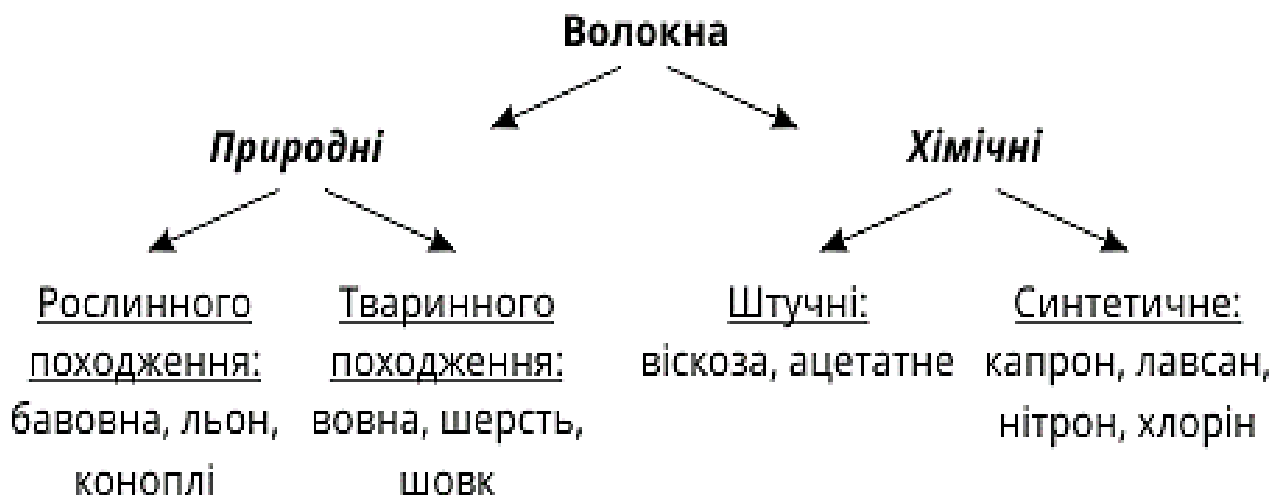 Волокна
Природні
Хімічні
Рослинного
походження:
бавовна, льон,
коноплі
Тваринного
походження:
вовна, шерсть,
шовк
Штучні:
віскоза, ацетатне
Синтетичне:
капрон, лавсан,
нітрон, хлорін